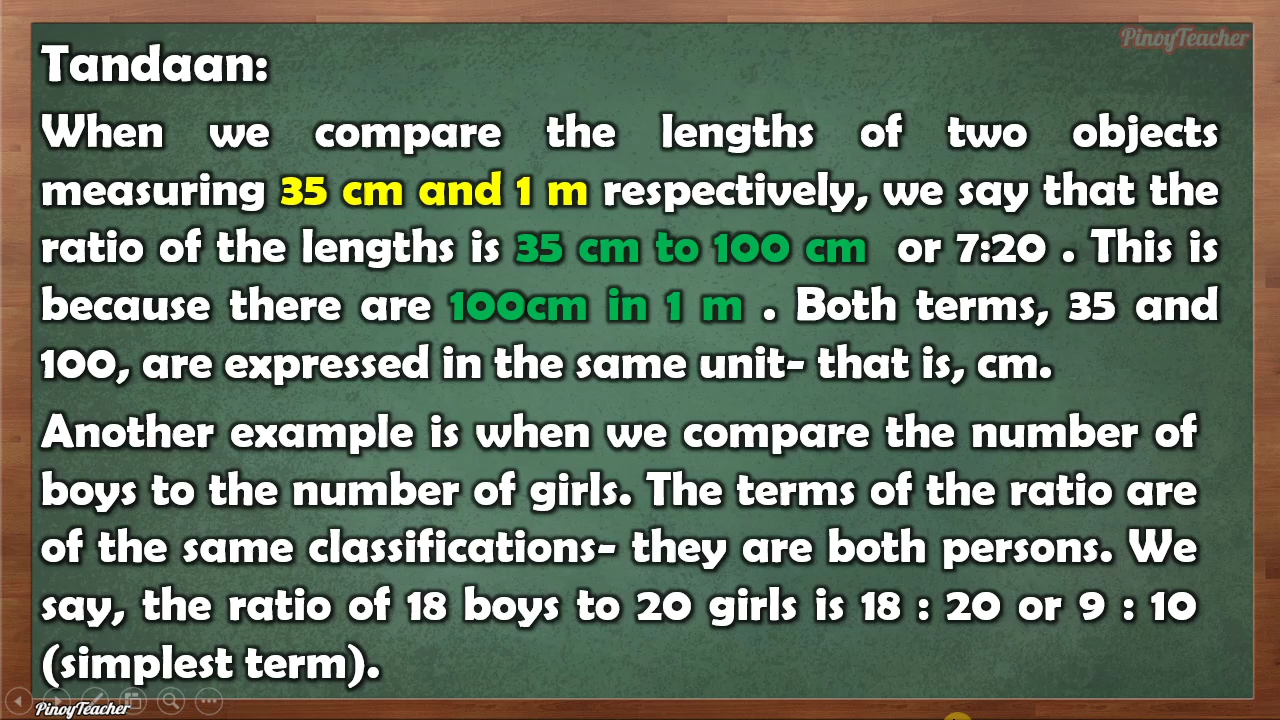 PinoyTeacher
Tandaan:
When we compare the lengths of two objects
measuring 35 cm and 1 m respectively, we say that the
ratio of the lengths is 35 cm to 100 cm or 7:20 . This is
because there are 100cm in 1 m . Both terms, 35 and
100, are expressed in the same unit- that is, cm.
Another example is when we compare the number of
boys to the number of girls. The terms of the ratio are
of the same classifications- they are both persons. We
say, the ratio of 18 boys to 20 girls is 18 : 20 or 9 : 10
(simplest term).
PinoyTeacher